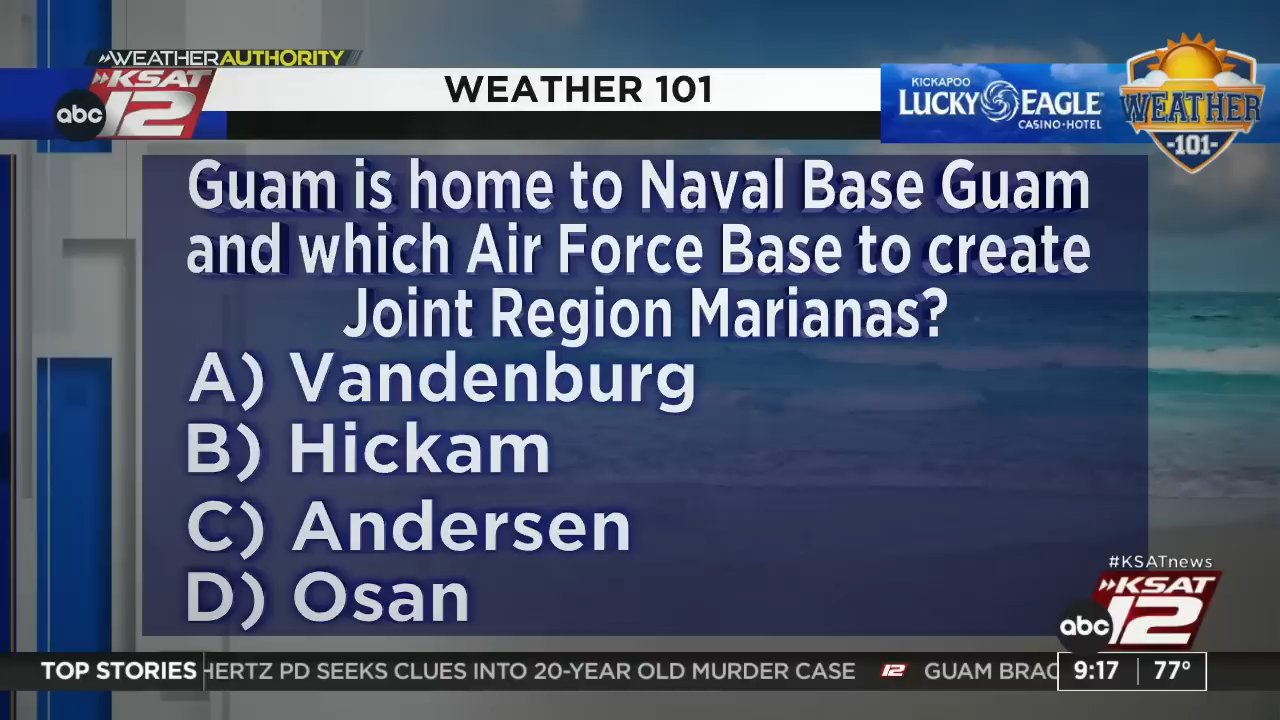 WEATHERAUTHORITY
KSAT
abc 12
WEATHER 101
KICKAPOO
LUCKY EAGLE
CASINO•HOTEL
WEATHER
-101-
Guam is home to Naval Base Guam
and which Air Force Base to create
Joint Region Marianas?
A) Vandenburg
B) Hickam
C) Andersen
D) Osan
#KSATnews
KSAT
abc 12
TOP STORIES HERTZ PD SEEKS CLUES INTO 20-YEAR OLD MURDER CASE 12 GUAM BRAC 9:17 77°